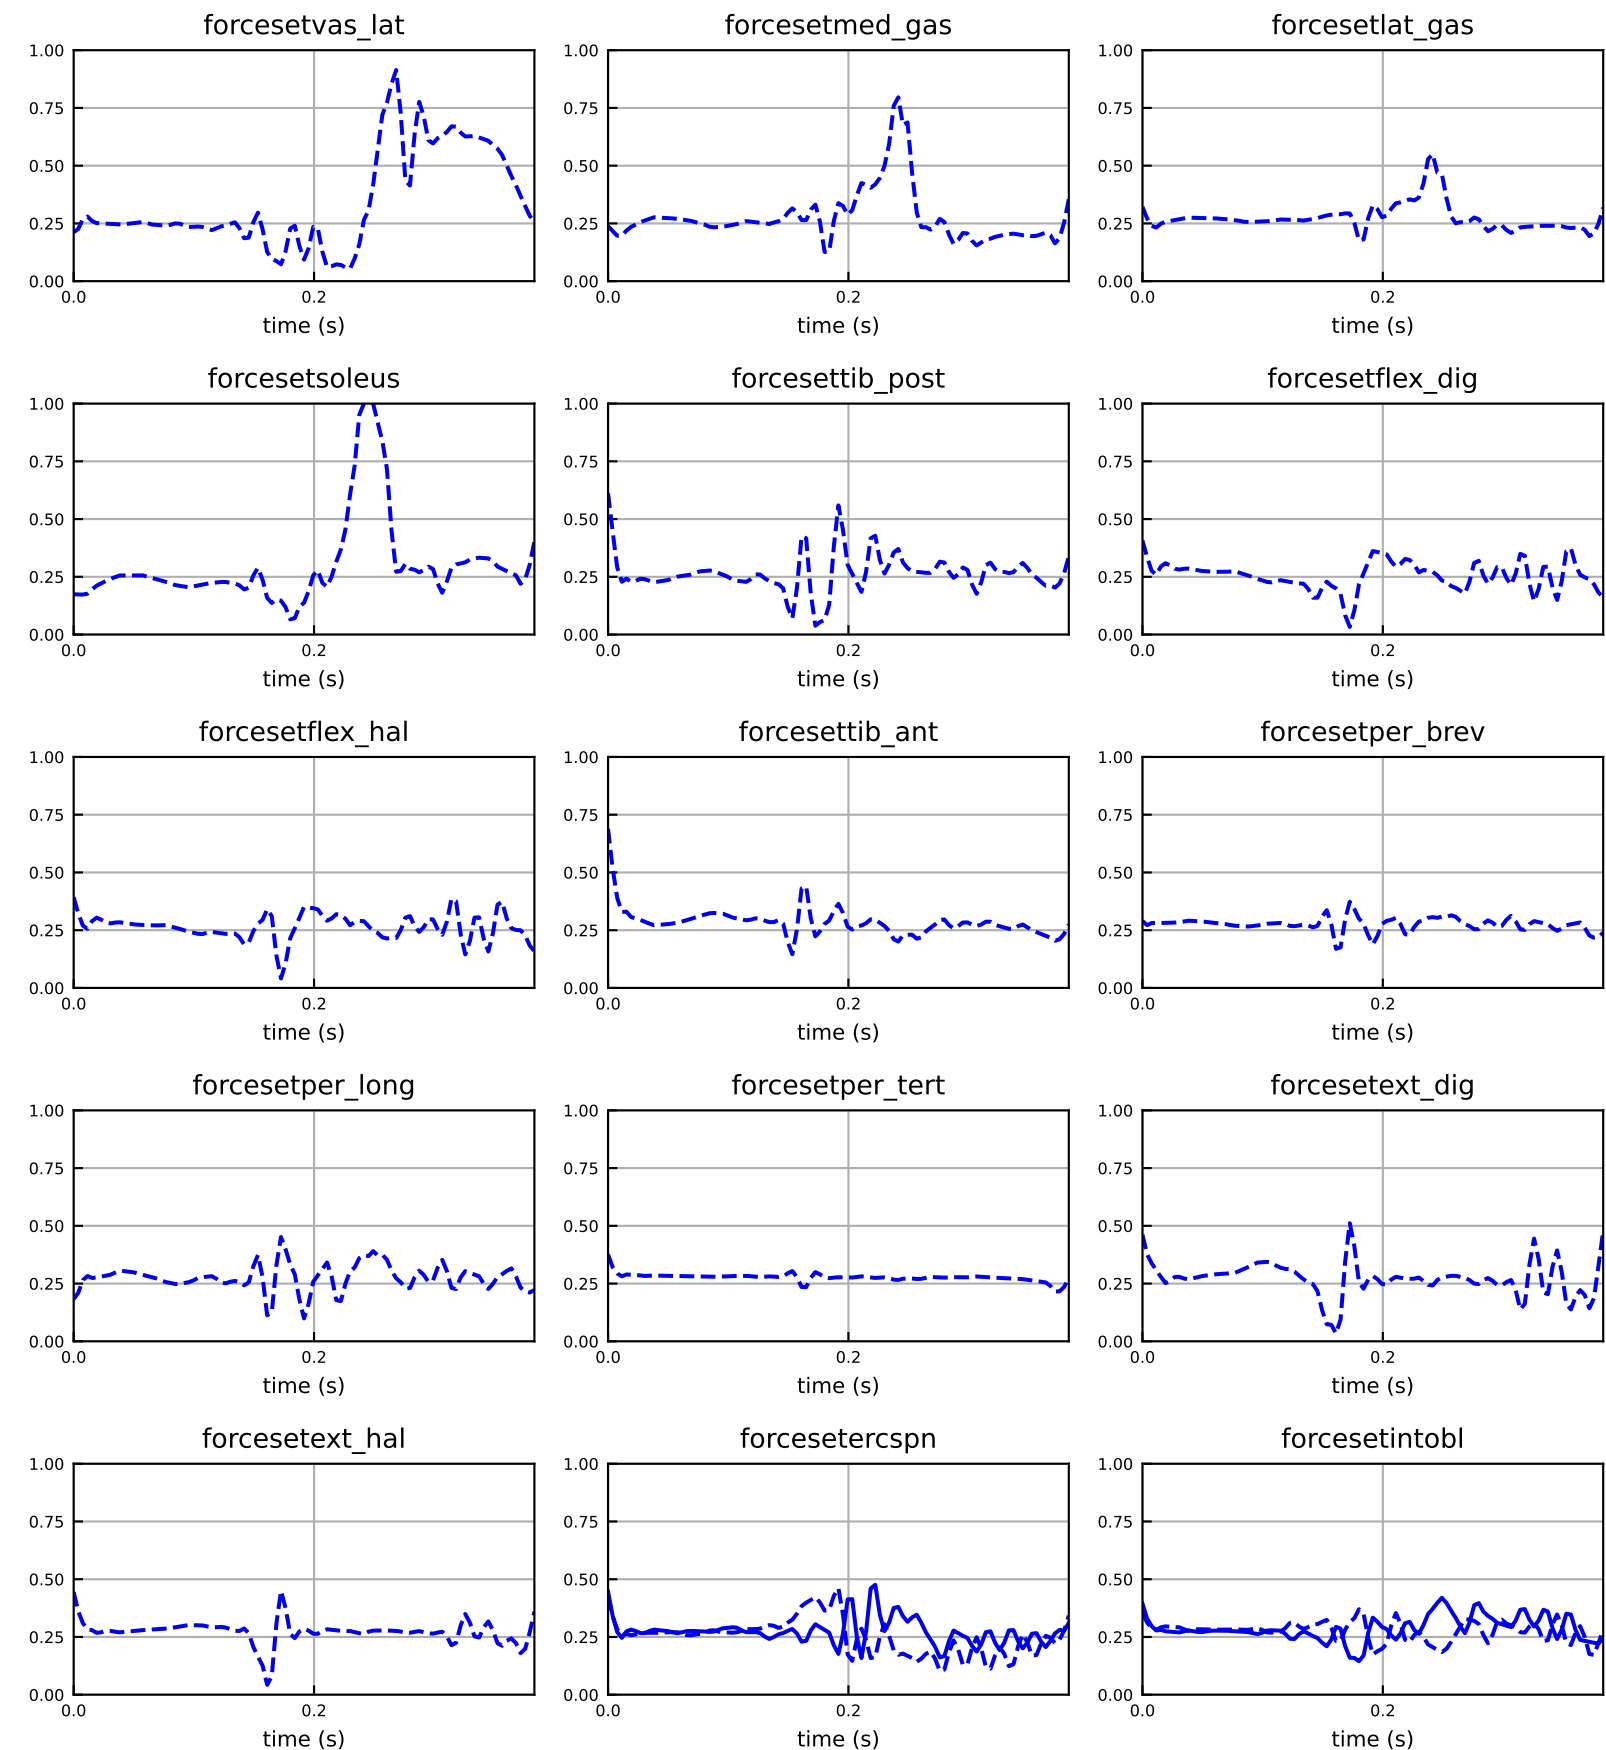 forcesetvas_lat forcesetmed_gas forcesetlat_gas
1.00 1.00 1.00
0.75 0.75 0.75
0.50 0.50 0.50
0.25 0.25 0.25
0.00 0.00 0.00
0.0 0.2 0.0 0.2 0.0 0.2
time (s) time (s) time (s)
forcesetsoleus forcesettib_post forcesetflex_dig
1.00 1.00 1.00
0.75 0.75 0.75
0.50 0.50 0.50
0.25 0.25 0.25
0.00 0.00 0.00
0.0 0.2 0.0 0.2 0.0 0.2
time (s) time (s) time (s)
forcesetflex_hal forcesettib_ant forcesetper_brev
1.00 1.00 1.00
0.75 0.75 0.75
0.50 0.50 0.50
0.25 0.25 0.25
0.00 0.00 0.00
0.0 0.2 0.0 0.2 0.0 0.2
time (s) time (s) time (s)
forcesetper_long forcesetper_tert forcesetext_dig
1.00 1.00 1.00
0.75 0.75 0.75
0.50 0.50 0.50
0.25 0.25 0.25
0.00 0.00 0.00
0.0 0.2 0.0 0.2 0.0 0.2
time (s) time (s) time (s)
forcesetext_hal forcesetercspn forcesetintobl
1.00 1.00 1.00
0.75 0.75 0.75
0.50 0.50 0.50
0.25 0.25 0.25
0.00 0.00 0.00
0.0 0.2 0.0 0.2 0.0 0.2
time (s) time (s) time (s)